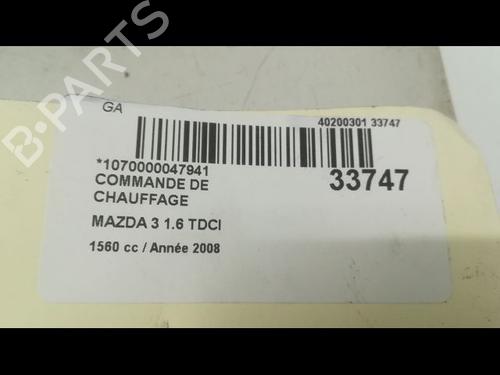 GA
40200301 33747
*1070000047941
33747
COMMANDE DE
CHAUFFAGE
MAZDA 3 1.6 TDCI
1560 cc / Année 2008
B-PARTS